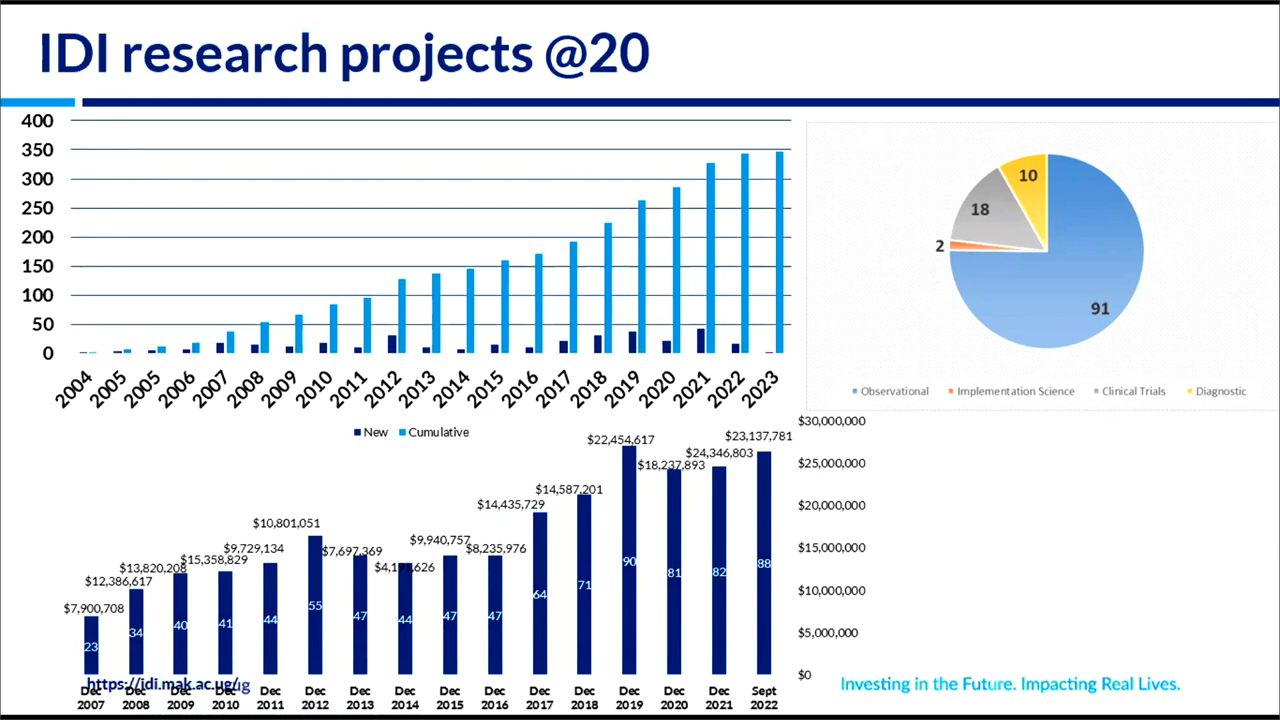 IDI research projects @20
400
350
300
250
200
150
100
50
0
2004 2005 2005 2006 2007 2008 2009 2010 2011 2012 2013 2014 2015 2016 2017 2018 2019 2020 2021 2022 2023
New Cumulative
10
18
2
91
Observational Implementation Science Clinical Trials Diagnostic
$7,900,708 $12,386,617 $13,820,208 $15,358,829 $9,729,134 $10,801,051 $7,697,369 $9,940,757 $8,235,976 $14,435,729 $14,587,201 $22,454,617 $18,237,893 $24,346,803 $23,137,781
23 34 40 41 44 55 47 44 47 47 64 71 90 81 82 88
$30,000,000
$25,000,000
$20,000,000
$15,000,000
$10,000,000
$5,000,000
$0
Dec 2007 Dec 2008 Dec 2009 Dec 2010 Dec 2011 Dec 2012 Dec 2013 Dec 2014 Dec 2015 Dec 2016 Dec 2017 Dec 2018 Dec 2019 Dec 2020 Dec 2021 Sept 2022
https://idi.mak.ac.ug/ug
Investing in the Future. Impacting Real Lives.